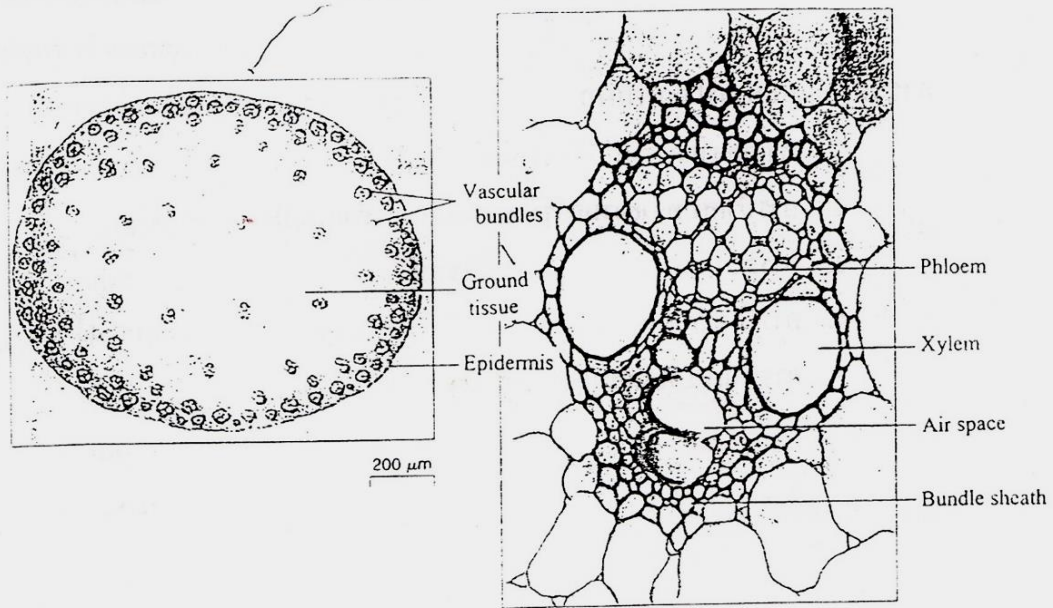 Vascular
bundles
Ground
tissue
Epidermis
200 μm
Phloem
Xylem
Air space
Bundle sheath